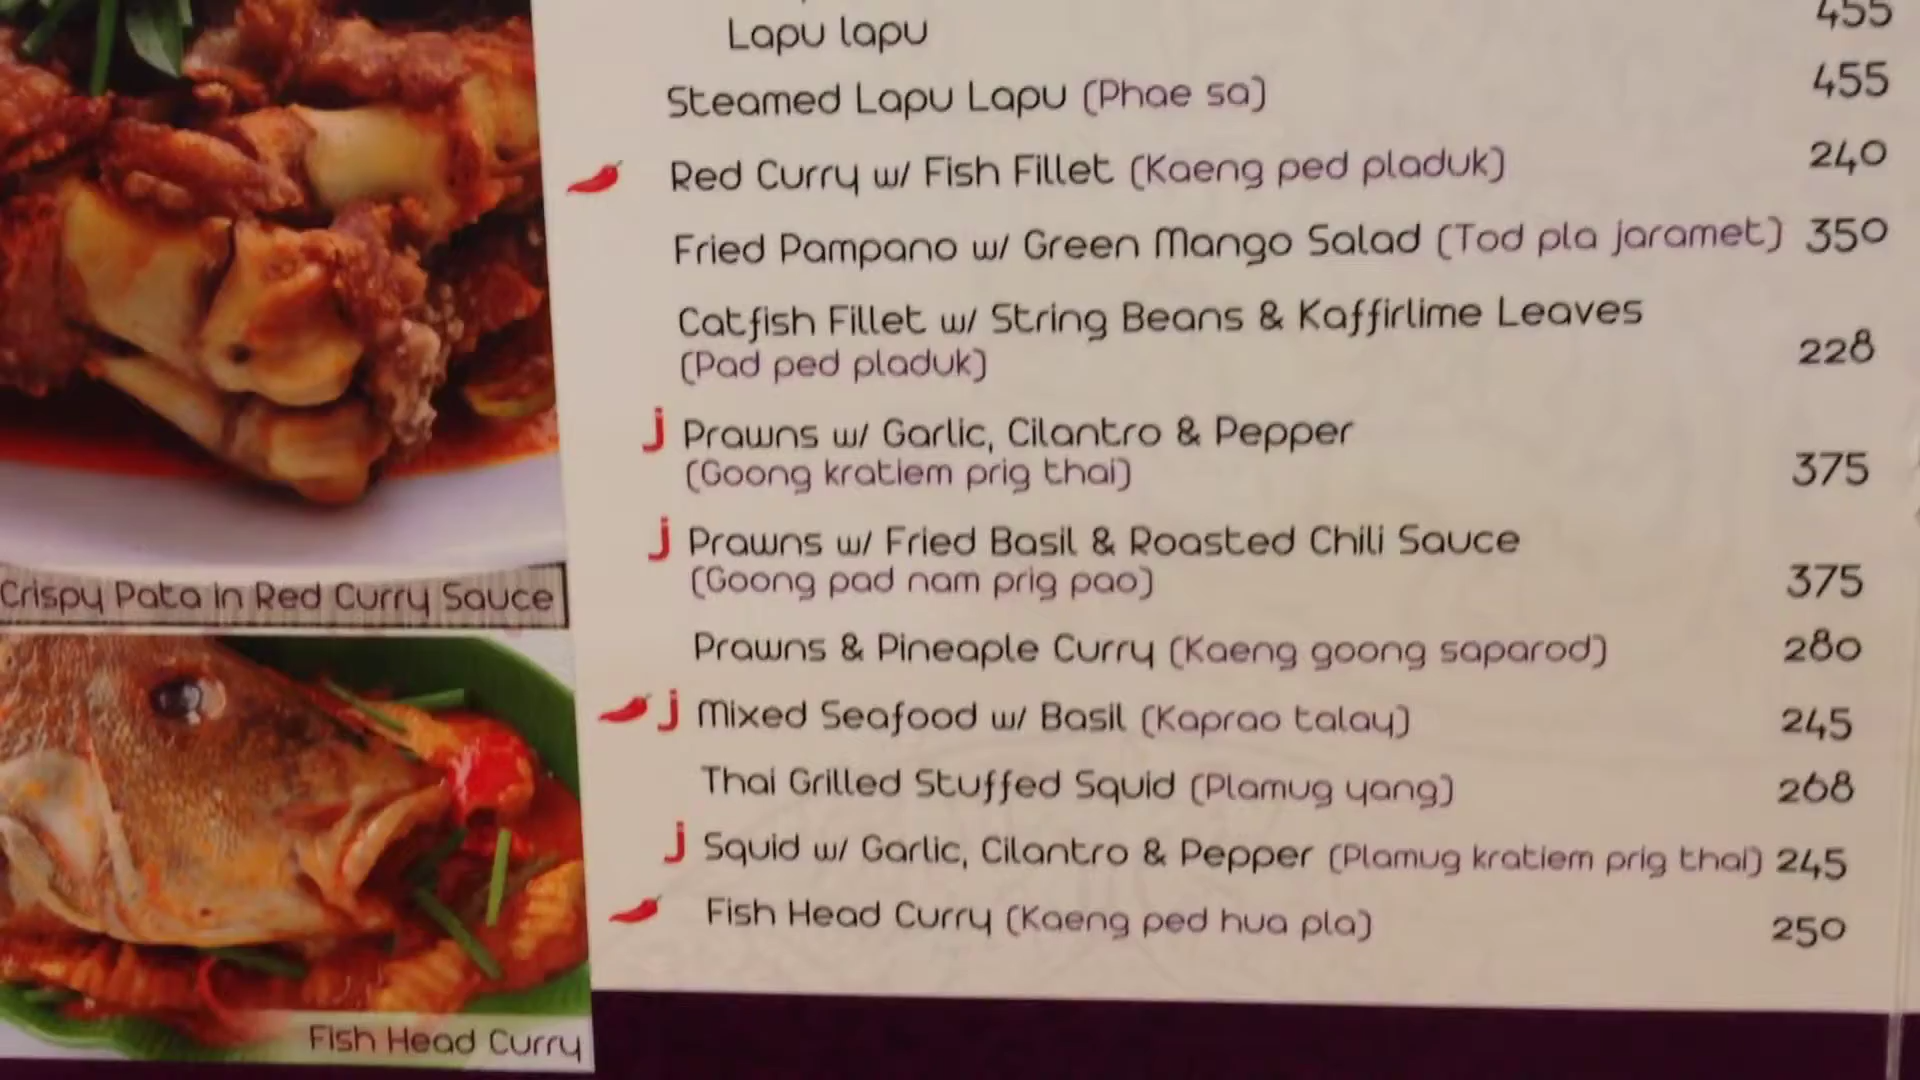 Lapu lapu 455
Steamed Lapu Lapu (Phae sa) 455
Red Curry w/ Fish Fillet (Kaeng ped pladuk) 240
Fried Pampano w/ Green Mango Salad (Tod pla jaramet) 350
Catfish Fillet w/ String Beans & Kaffirlime Leaves
(Pad ped pladuk) 228
j Prawns w/ Garlic, Cilantro & Pepper
(Goong kratiem prig thai) 375
j Prawns w/ Fried Basil & Roasted Chili Sauce
(Goong pad nam prig pao) 375
Prawns & Pineaple Curry (Kaeng goong saparod) 280
j Mixed Seafood w/ Basil (Kaprao talay) 245
Thai Grilled Stuffed Squid (Plamug yang) 268
j Squid w/ Garlic, Cilantro & Pepper (Plamug kratiem prig thai) 245
Fish Head Curry (Kaeng ped hua pla) 250
Crispy Pata in Red Curry Sauce
Fish Head Curry